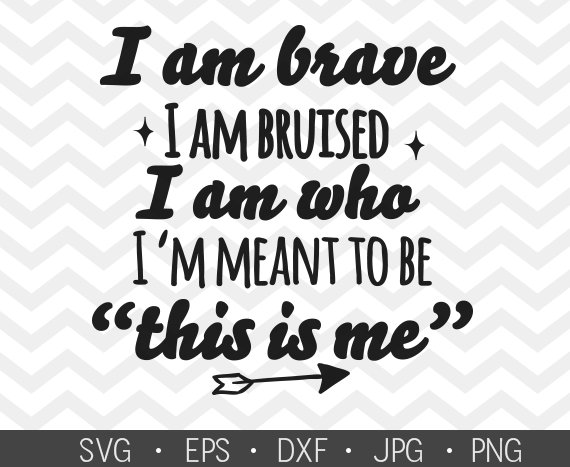 I am brave
I AM BRUISED
I am who
I 'M MEANT TO BE
“this is me”
SVG • EPS • DXF • JPG • PNG